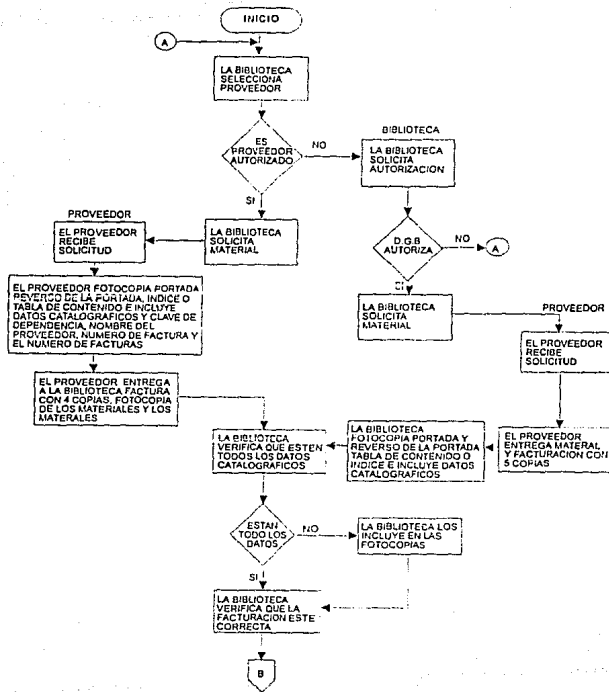 INICIO
A
LA BIBLIOTECA
SELECCIONA
PROVEEDOR
ES
PROVEEDOR
AUTORIZADO
NO
BIBLIOTECA
LA BIBLIOTECA
SOLICITA
AUTORIZACION
SI
PROVEEDOR
EL PROVEEDOR
RECIBE
SOLICITUD
LA BIBLIOTECA
SOLICITA
MATERIAL
D.G.B
AUTORIZA
NO
A
SI
EL PROVEEDOR FOTOCOPIA PORTADA
REVERSO DE LA PORTADA, INDICE O
TABLA DE CONTENIDO E INCLUYE
DATOS CATALOGRAFICOS Y CLAVE DE
DEPENDENCIA, NOMBRE DEL
PROVEEDOR, NUMERO DE FACTURA Y
EL NUMERO DE FACTURAS
LA BIBLIOTECA
SOLICITA
MATERIAL
PROVEEDOR
EL PROVEEDOR
RECIBE
SOLICITUD
EL PROVEEDOR ENTREGA
A LA BIBLIOTECA FACTURA
CON 4 COPIAS, FOTOCOPIA
DE LOS MATERIALES Y LOS
MATERALES
LA BIBLIOTECA
VERIFICA QUE ESTEN
TODOS LOS DATOS
CATALOGRAFICOS
LA BIBLIOTECA
FOTOCOPIA PORTADA Y
REVERSO DE LA PORTADA
TABLA DE CONTENIDO O
INDICE E INCLUYE DATOS
CATALOGRAFICOS
EL PROVEEDOR
ENTREGA MATERAL
Y FACTURACION CON
5 COPIAS
ESTAN
TODO LOS
DATOS
NO
LA BIBLIOTECA LOS
INCLUYE EN LAS
FOTOCOPIAS
SI
LA BIBLIOTECA
VERIFICA QUE LA
FACTURACION ESTE
CORRECTA
B